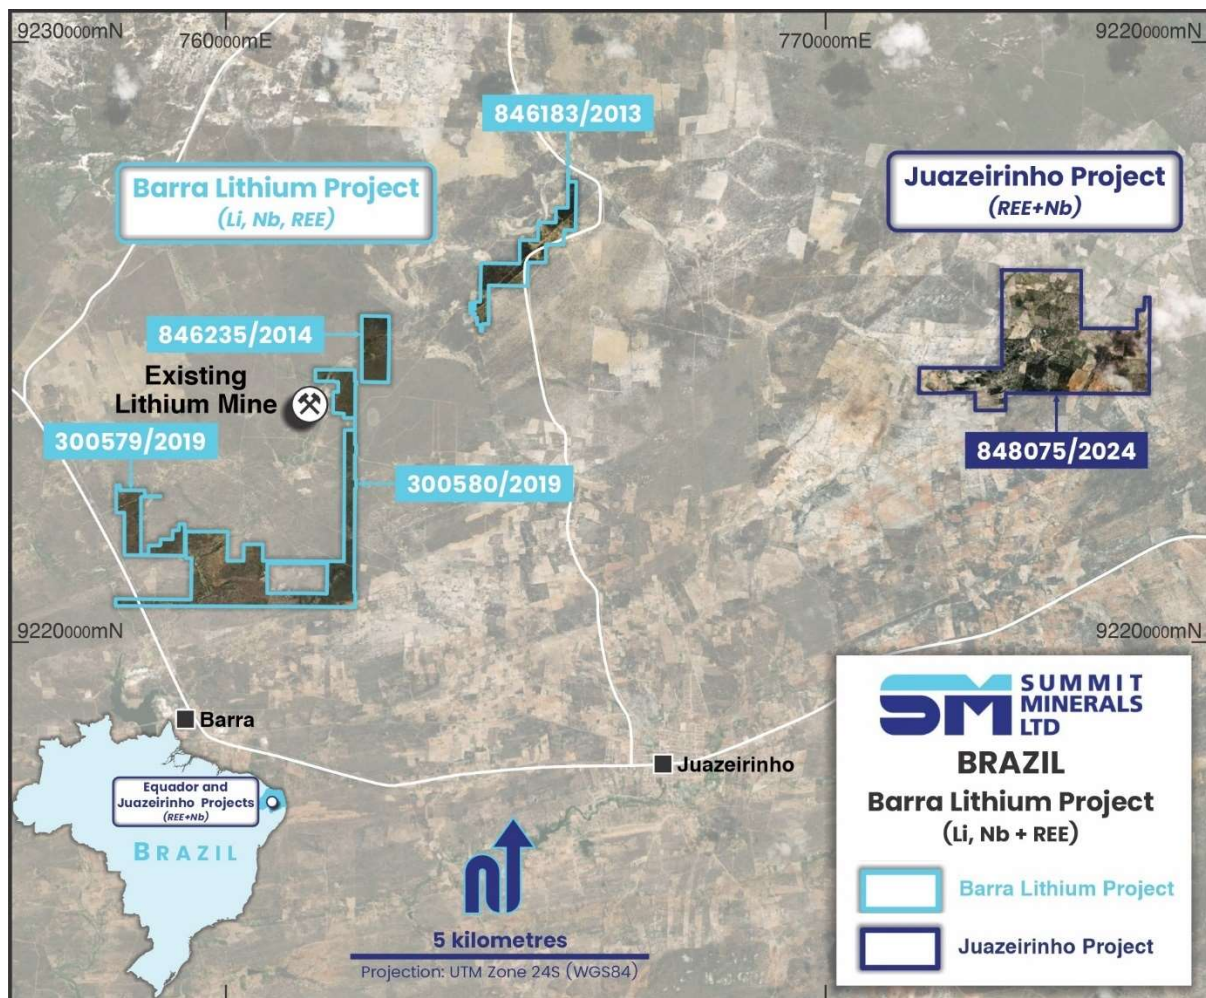 9230000mN
760000mE
770000mE
9220000mN
846183/2013
Barra Lithium Project
(Li, Nb, REE)
Juazeirinho Project
(REE+Nb)
846235/2014
Existing
Lithium Mine
300579/2019
300580/2019
848075/2024
9220000mN
9220000mN
Barra
Juazeirinho
Equador and
Juazeirinho Projects
(REE+Nb)
BRAZIL
n
5 kilometres
Projection: UTM Zone 24S (WGS84)
SM SUMMIT
MINERALS
LTD
BRAZIL
Barra Lithium Project
(Li, Nb + REE)
Barra Lithium Project
Juazeirinho Project